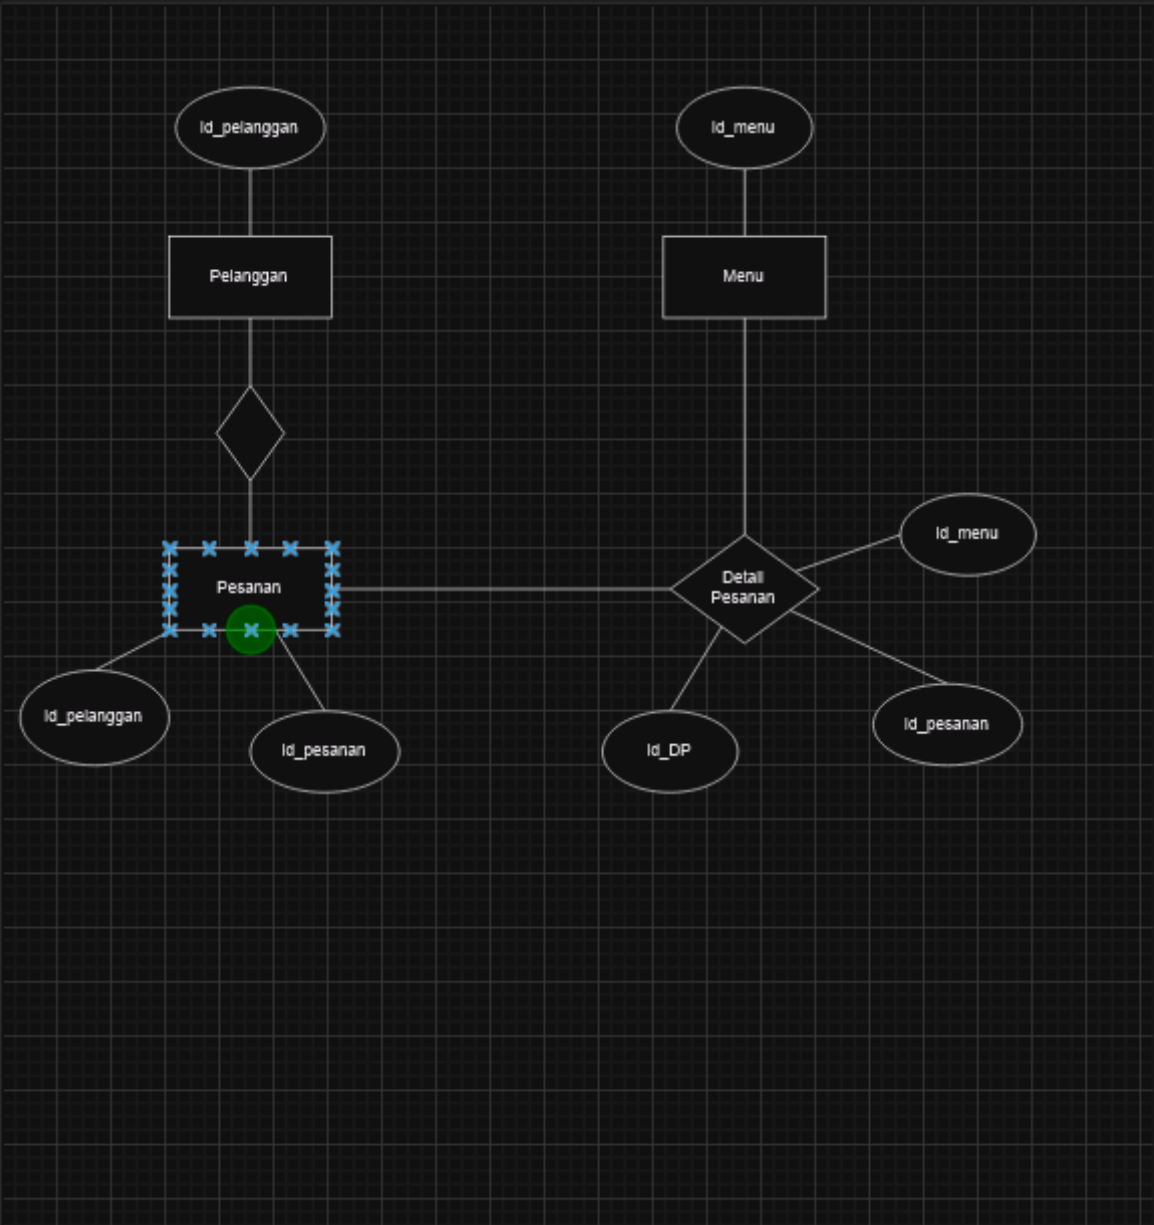 Id_pelanggan
Id_menu
Pelanggan
Menu
Id_menu
Pesanan
Detail
Pesanan
Id_pelanggan
Id_pesanan
Id_DP
Id_pesanan